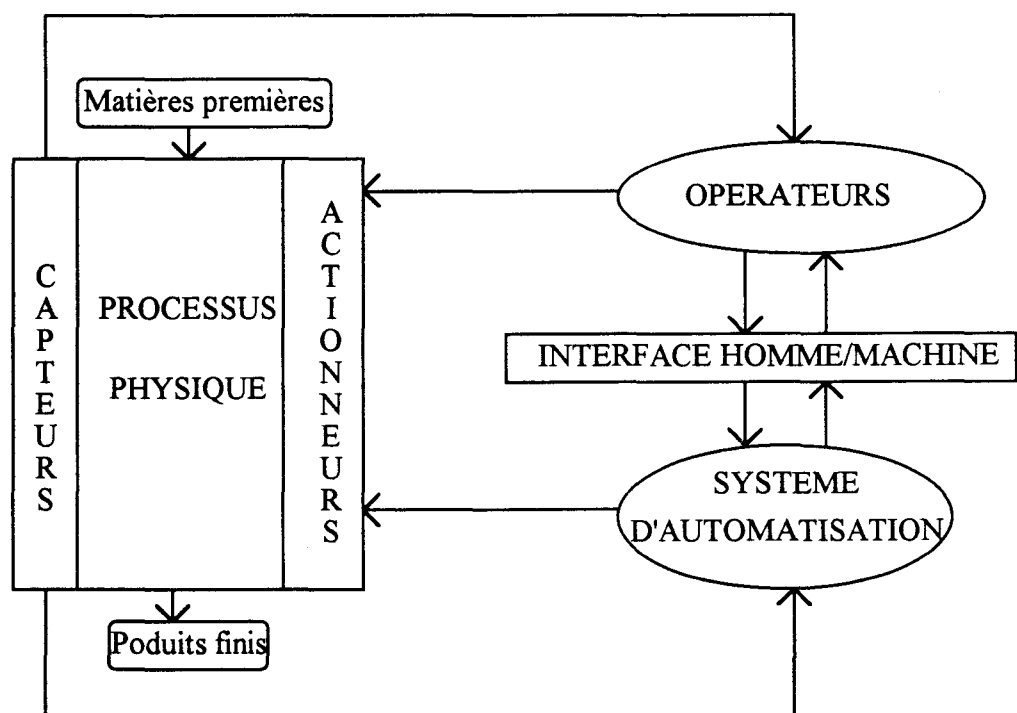 Matières premières
CAPTEURS
PROCESSUS
PHYSIQUE
ACTIONNEURS
Poduits finis
OPERATEURS
INTERFACE HOMME/MACHINE
SYSTEME
D'AUTOMATISATION